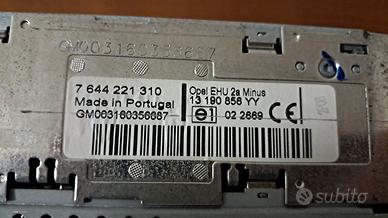 GM003160356687
7 644 221 310
Opel EHU 2a Minus
Made in Portugal
13 190 856 YY
GM003160356687
e1
02 2669
CE
subito